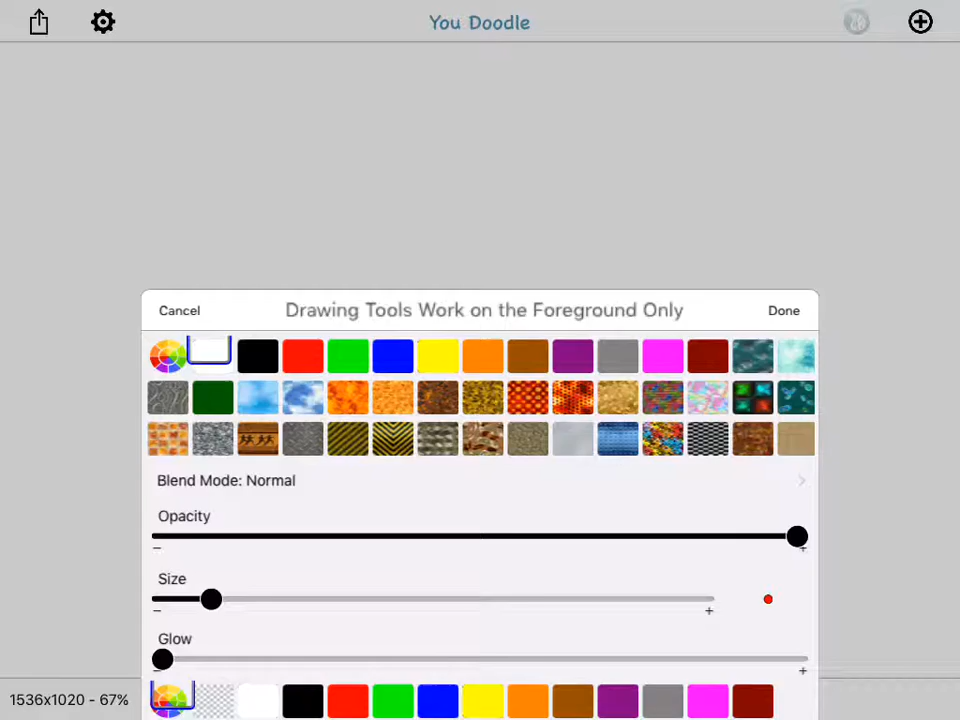 You Doodle
Cancel Drawing Tools Work on the Foreground Only Done
Blend Mode: Normal
Opacity
− +
Size
− +
Glow
− +
1536x1020 - 67%